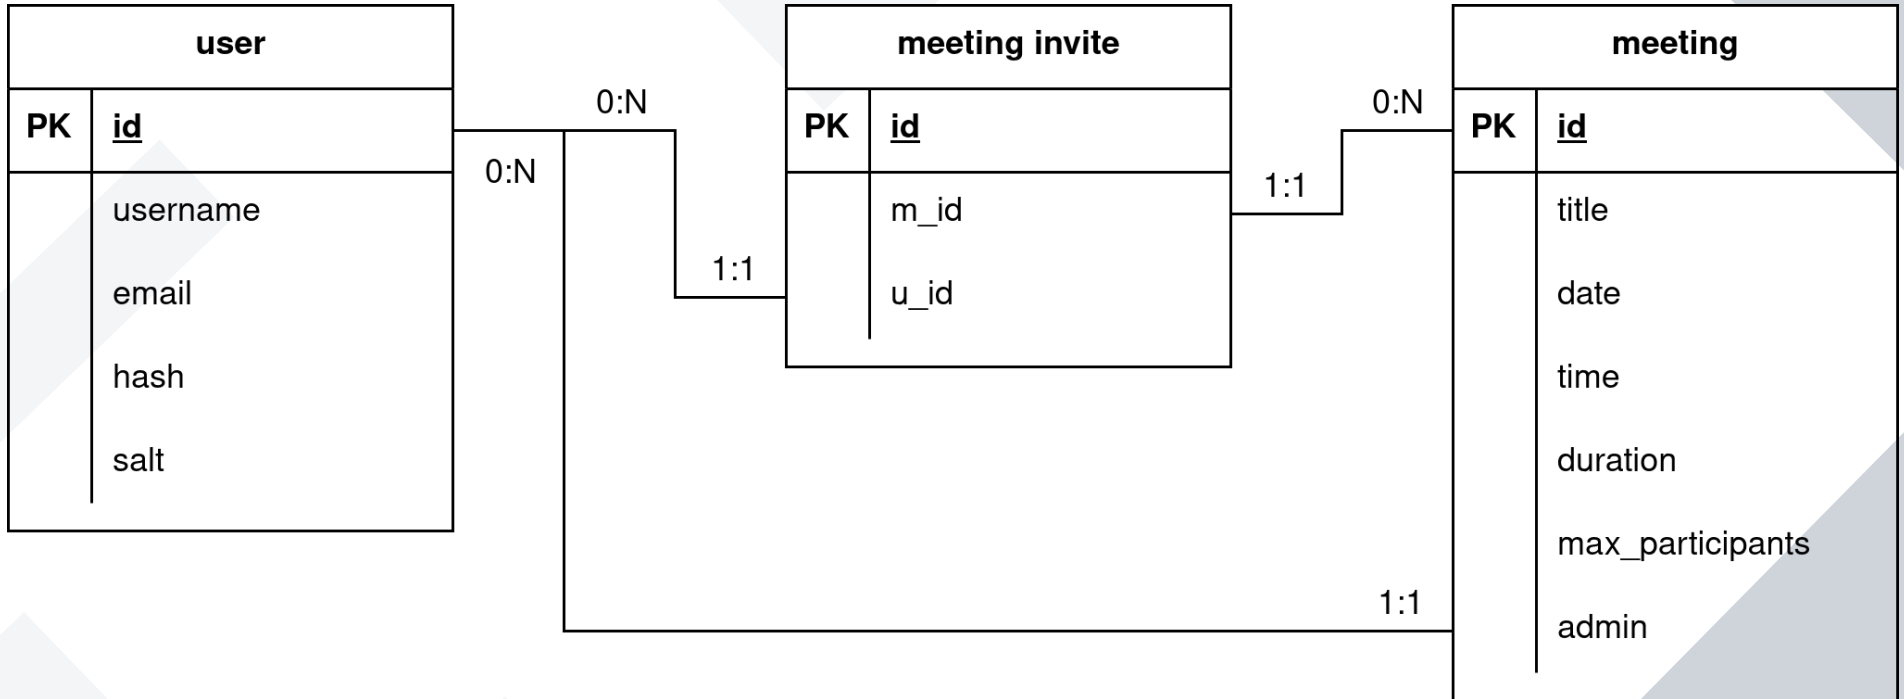 user
PK id
username
email
hash
salt
0:N
0:N
1:1
meeting invite
PK id
m_id
u_id
1:1
0:N
1:1
meeting
PK id
title
date
time
duration
max_participants
admin